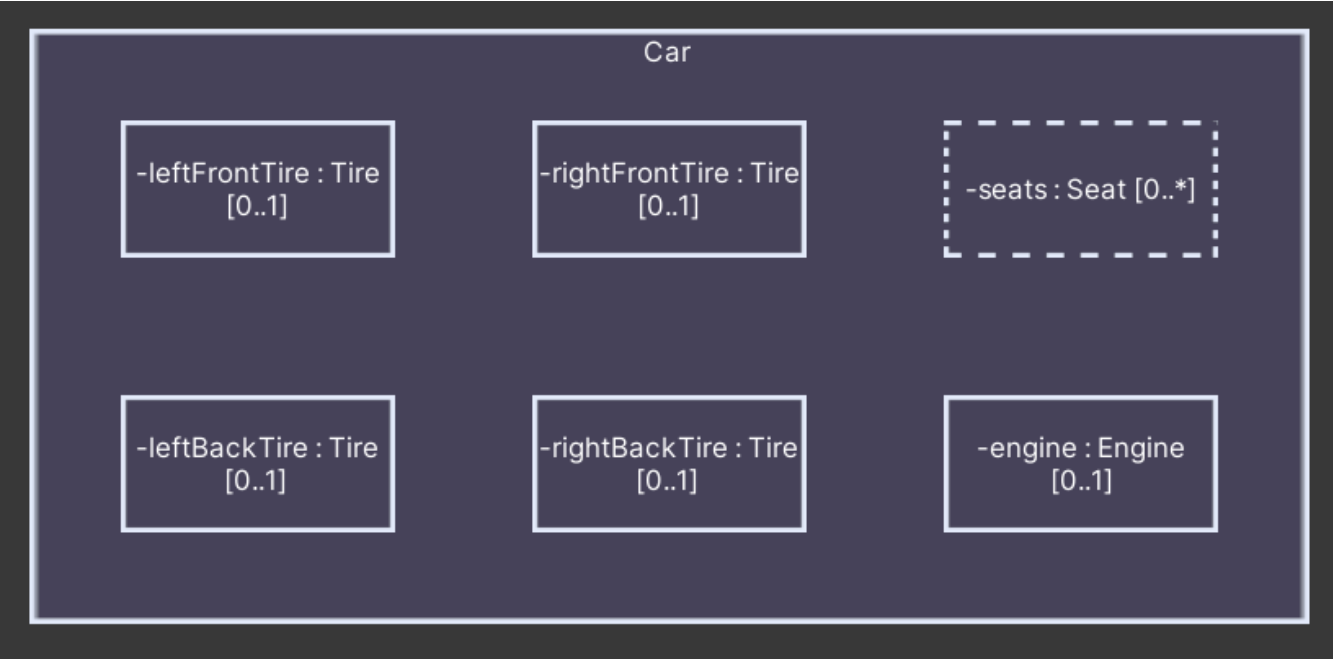 Car
-leftFrontTire : Tire
[0..1]
-rightFrontTire : Tire
[0..1]
-seats : Seat [0..*]
-leftBackTire : Tire
[0..1]
-rightBackTire : Tire
[0..1]
-engine : Engine
[0..1]